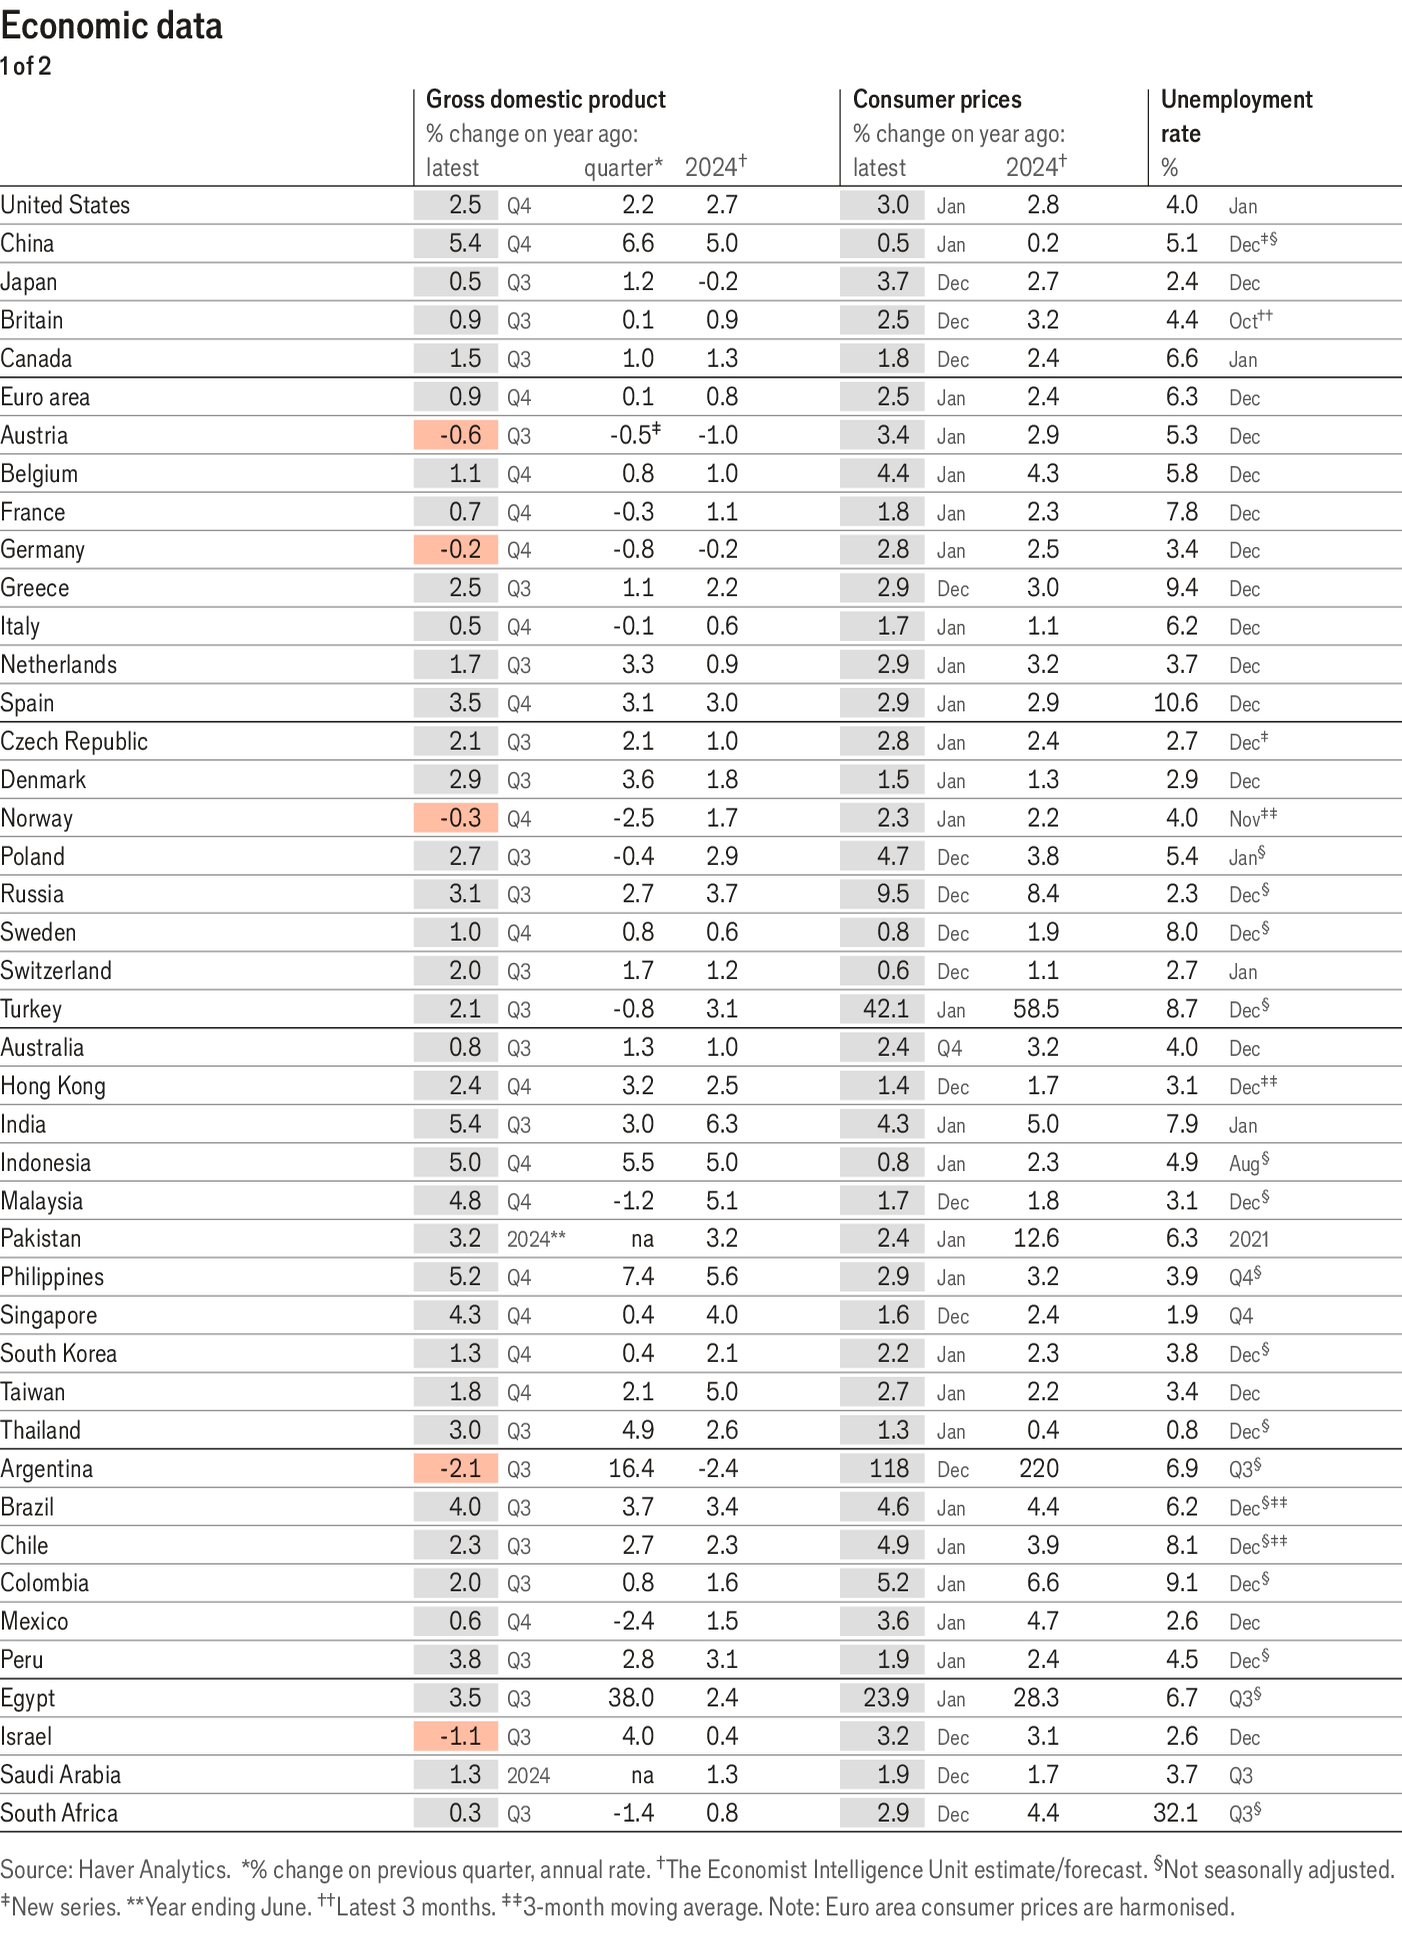 Economic data
1 of 2
Gross domestic product Consumer prices Unemployment
% change on year ago: % change on year ago: rate
latest quarter* 2024† latest 2024† %
United States 2.5 Q4 2.2 2.7 3.0 Jan 2.8 4.0 Jan
China 5.4 Q4 6.6 5.0 0.5 Jan 0.2 5.1 Dec‡§
Japan 0.5 Q3 1.2 -0.2 3.7 Dec 2.7 2.4 Dec
Britain 0.9 Q3 0.1 0.9 2.5 Dec 3.2 4.4 Oct††
Canada 1.5 Q3 1.0 1.3 1.8 Dec 2.4 6.6 Jan
Euro area 0.9 Q4 0.1 0.8 2.5 Jan 2.4 6.3 Dec
Austria -0.6 Q3 -0.5‡ -1.0 3.4 Jan 2.9 5.3 Dec
Belgium 1.1 Q4 0.8 1.0 4.4 Jan 4.3 5.8 Dec
France 0.7 Q4 -0.3 1.1 1.8 Jan 2.3 7.8 Dec
Germany -0.2 Q4 -0.8 -0.2 2.8 Jan 2.5 3.4 Dec
Greece 2.5 Q3 1.1 2.2 2.9 Dec 3.0 9.4 Dec
Italy 0.5 Q4 -0.1 0.6 1.7 Jan 1.1 6.2 Dec
Netherlands 1.7 Q3 3.3 0.9 2.9 Jan 3.2 3.7 Dec
Spain 3.5 Q4 3.1 3.0 2.9 Jan 2.9 10.6 Dec
Czech Republic 2.1 Q3 2.1 1.0 2.8 Jan 2.4 2.7 Dec‡
Denmark 2.9 Q3 3.6 1.8 1.5 Jan 1.3 2.9 Dec
Norway -0.3 Q4 -2.5 1.7 2.3 Jan 2.2 4.0 Nov‡‡
Poland 2.7 Q3 -0.4 2.9 4.7 Dec 3.8 5.4 Jan§
Russia 3.1 Q3 2.7 3.7 9.5 Dec 8.4 2.3 Dec§
Sweden 1.0 Q4 0.8 0.6 0.8 Dec 1.9 8.0 Dec§
Switzerland 2.0 Q3 1.7 1.2 0.6 Dec 1.1 2.7 Jan
Turkey 2.1 Q3 -0.8 3.1 42.1 Jan 58.5 8.7 Dec§
Australia 0.8 Q3 1.3 1.0 2.4 Q4 3.2 4.0 Dec
Hong Kong 2.4 Q4 3.2 2.5 1.4 Dec 1.7 3.1 Dec‡‡
India 5.4 Q3 3.0 6.3 4.3 Jan 5.0 7.9 Jan
Indonesia 5.0 Q4 5.5 5.0 0.8 Jan 2.3 4.9 Aug§
Malaysia 4.8 Q4 -1.2 5.1 1.7 Dec 1.8 3.1 Dec§
Pakistan 3.2 2024** na 3.2 2.4 Jan 12.6 6.3 2021
Philippines 5.2 Q4 7.4 5.6 2.9 Jan 3.2 3.9 Q4§
Singapore 4.3 Q4 0.4 4.0 1.6 Dec 2.4 1.9 Q4
South Korea 1.3 Q4 0.4 2.1 2.2 Jan 2.3 3.8 Dec§
Taiwan 1.8 Q4 2.1 5.0 2.7 Jan 2.2 3.4 Dec
Thailand 3.0 Q3 4.9 2.6 1.3 Jan 0.4 0.8 Dec§
Argentina -2.1 Q3 16.4 -2.4 118 Dec 220 6.9 Q3§
Brazil 4.0 Q3 3.7 3.4 4.6 Jan 4.4 6.2 Dec§‡‡
Chile 2.3 Q3 2.7 2.3 4.9 Jan 3.9 8.1 Dec§‡‡
Colombia 2.0 Q3 0.8 1.6 5.2 Jan 6.6 9.1 Dec§
Mexico 0.6 Q4 -2.4 1.5 3.6 Jan 4.7 2.6 Dec
Peru 3.8 Q3 2.8 3.1 1.9 Jan 2.4 4.5 Dec§
Egypt 3.5 Q3 38.0 2.4 23.9 Jan 28.3 6.7 Q3§
Israel -1.1 Q3 4.0 0.4 3.2 Dec 3.1 2.6 Dec
Saudi Arabia 1.3 2024 na 1.3 1.9 Dec 1.7 3.7 Q3
South Africa 0.3 Q3 -1.4 0.8 2.9 Dec 4.4 32.1 Q3§
Source: Haver Analytics. *% change on previous quarter, annual rate. †The Economist Intelligence Unit estimate/forecast. §Not seasonally adjusted.
‡New series. **Year ending June. ††Latest 3 months. ‡‡3-month moving average. Note: Euro area consumer prices are harmonised.